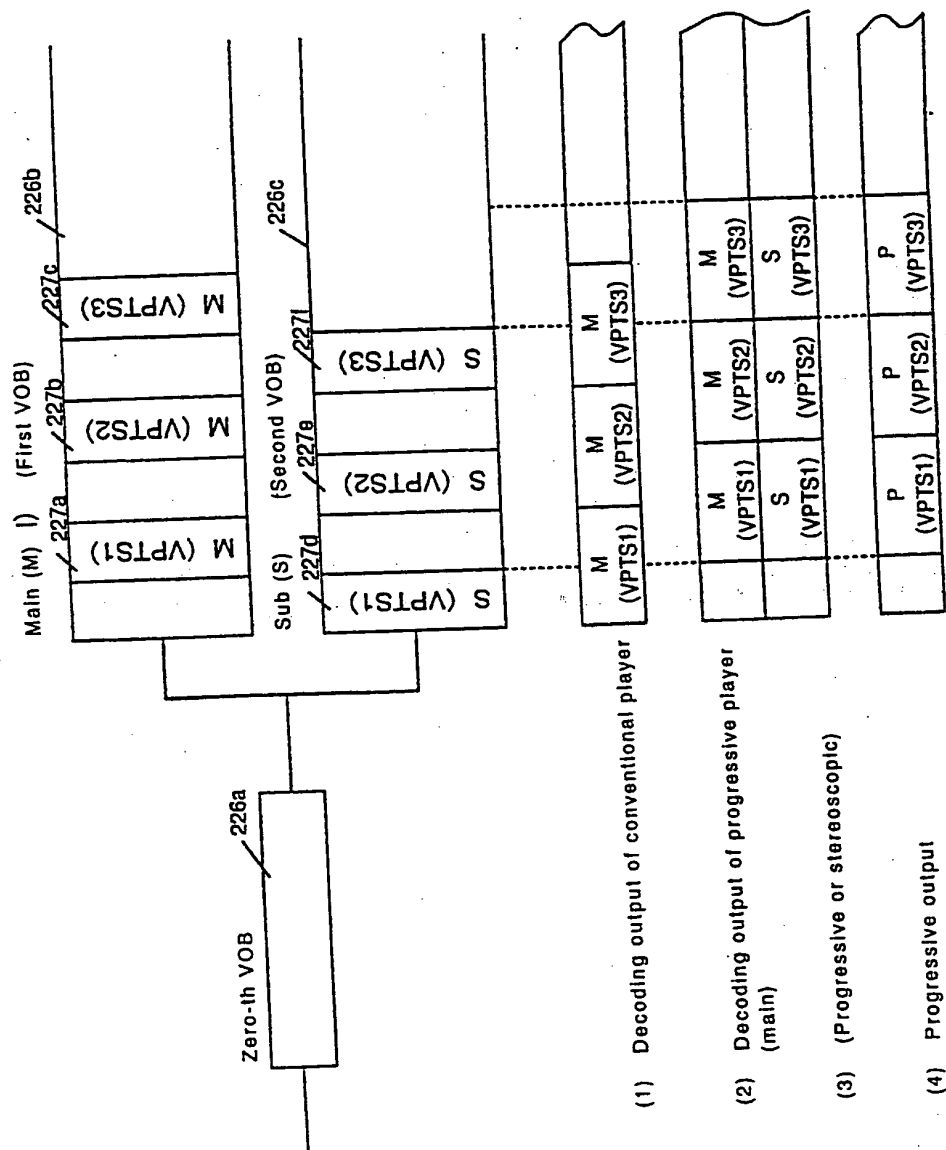 Main (M) I) (First VOB)
227a 227b 227c 226b
M (VPTS1) M (VPTS2) M (VPTS3)
Zero-th VOB
226a
Sub (S) (Second VOB)
227d 227e 227f 226c
S (VPTS1) S (VPTS2) S (VPTS3)
(1) Decoding output of conventional player
M M M
(VPTS1) (VPTS2) (VPTS3)
(2) Decoding output of progressive player
(main)
M M M
(VPTS1) (VPTS2) (VPTS3)
(3) (Progressive or stereoscopic)
S S S
(VPTS1) (VPTS2) (VPTS3)
(4) Progressive output
P P P
(VPTS1) (VPTS2) (VPTS3)